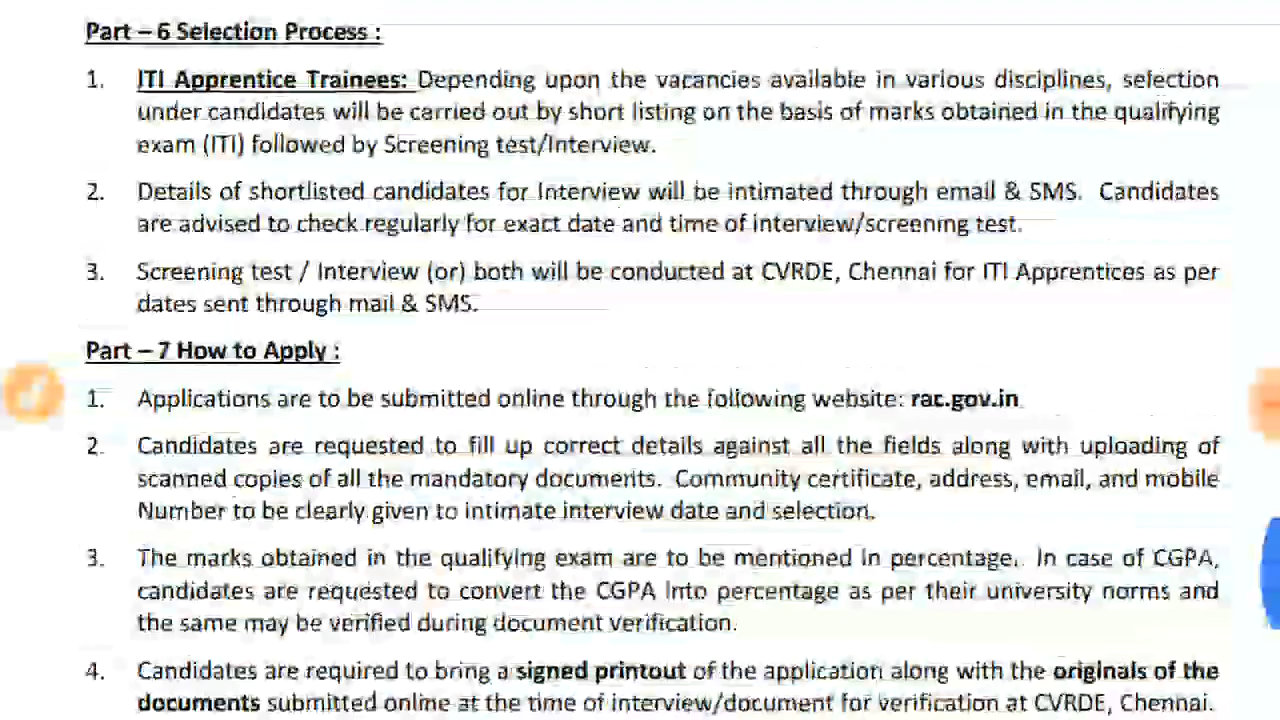 Part – 6 Selection Process :
1. ITI Apprentice Trainees: Depending upon the vacancies available in various disciplines, selection
under candidates will be carried out by short listing on the basis of marks obtained in the qualifying
exam (ITI) followed by Screening test/Interview.
2. Details of shortlisted candidates for Interview will be intimated through email & SMS. Candidates
are advised to check regularly for exact date and time of interview/screening test.
3. Screening test / Interview (or) both will be conducted at CVRDE, Chennai for ITI Apprentices as per
dates sent through mail & SMS.
Part – 7 How to Apply :
1. Applications are to be submitted online through the following website: rac.gov.in
2. Candidates are requested to fill up correct details against all the fields along with uploading of
scanned copies of all the mandatory documents. Community certificate, address, email, and mobile
Number to be clearly given to intimate interview date and selection.
3. The marks obtained in the qualifying exam are to be mentioned in percentage. In case of CGPA,
candidates are requested to convert the CGPA Into percentage as per their university norms and
the same may be verified during document verification.
4. Candidates are required to bring a signed printout of the application along with the originals of the
documents submitted online at the time of interview/document for verification at CVRDE, Chennai.